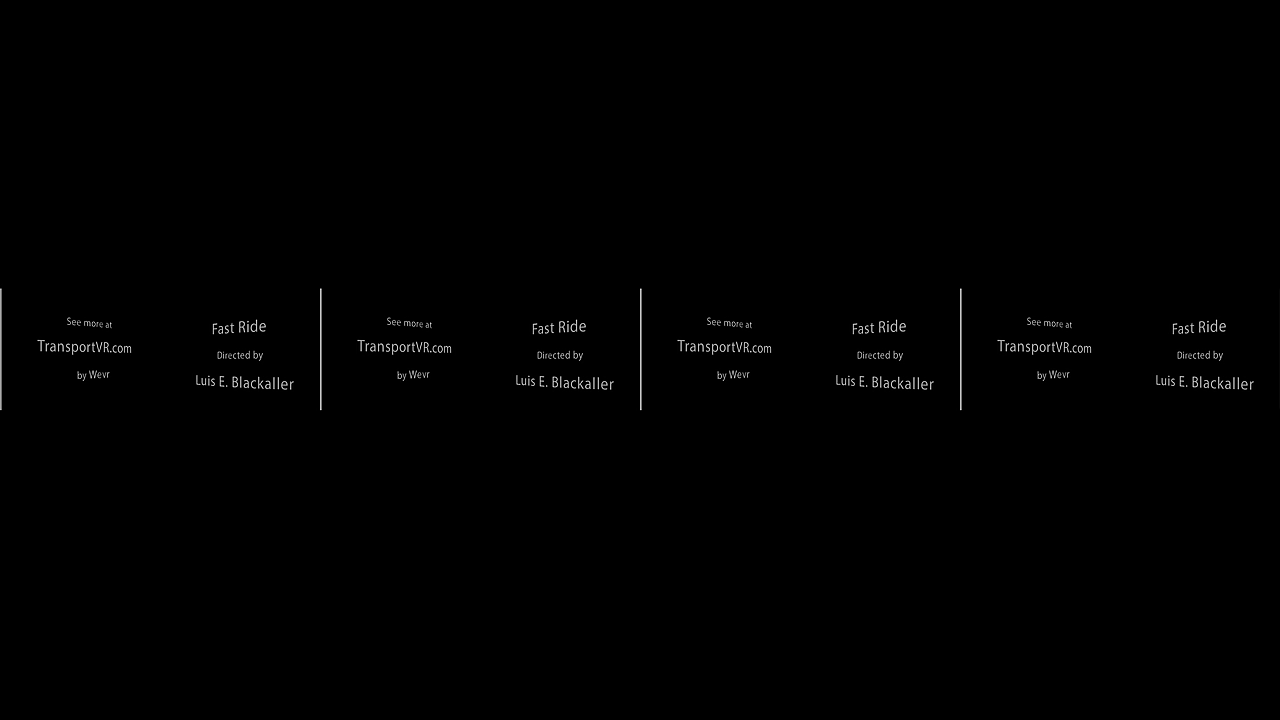 See more at
TransportVR.com
by Wevr
Fast Ride
Directed by
Luis E. Blackaller
See more at
TransportVR.com
by Wevr
Fast Ride
Directed by
Luis E. Blackaller
See more at
TransportVR.com
by Wevr
Fast Ride
Directed by
Luis E. Blackaller
See more at
TransportVR.com
by Wevr
Fast Ride
Directed by
Luis E. Blackaller